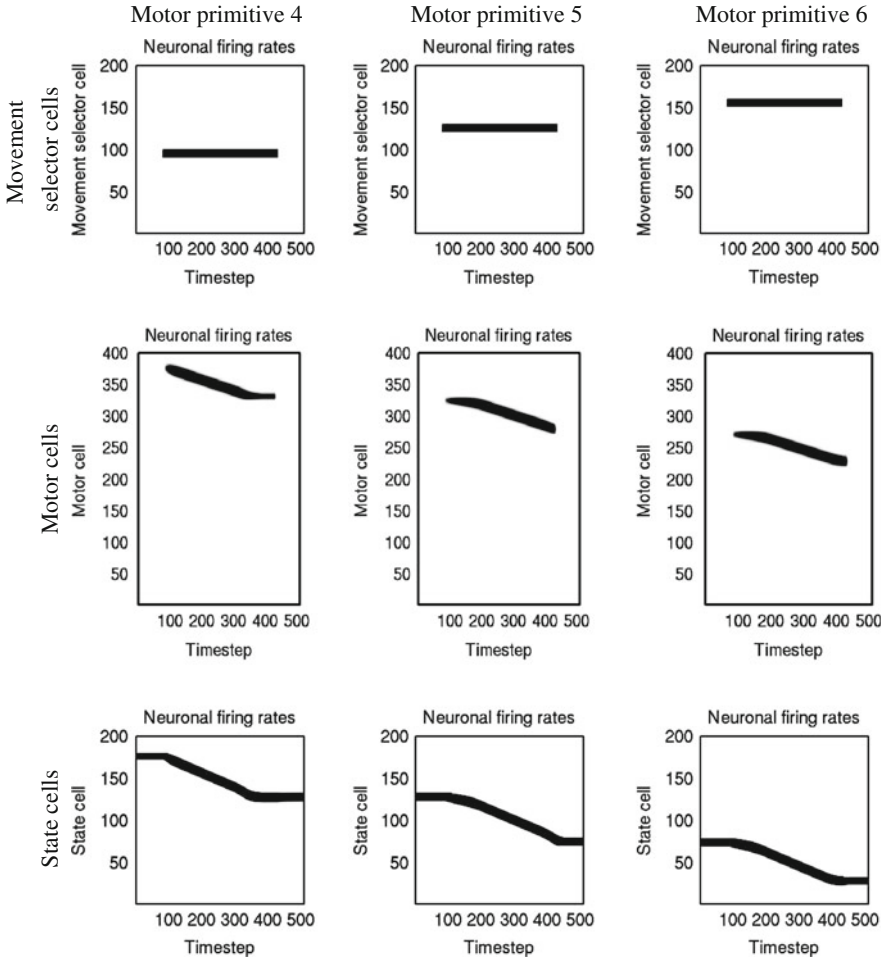 Motor primitive 4 Motor primitive 5 Motor primitive 6
Movement
selector cells
Neuronal firing rates
Movement selector cell
200
150
100
50
100 200 300 400 500
Timestep
Neuronal firing rates
Movement selector cell
200
150
100
50
100 200 300 400 500
Timestep
Neuronal firing rates
Movement selector cell
200
150
100
50
100 200 300 400 500
Timestep
Motor cells
Neuronal firing rates
Motor cell
400
350
300
250
200
150
100
50
100 200 300 400 500
Timestep
Neuronal firing rates
Motor cell
400
350
300
250
200
150
100
50
100 200 300 400 500
Timestep
Neuronal firing rates
Motor cell
400
350
300
250
200
150
100
50
100 200 300 400 500
Timestep
State cells
Neuronal firing rates
State cell
200
150
100
50
100 200 300 400 500
Timestep
Neuronal firing rates
State cell
200
150
100
50
100 200 300 400 500
Timestep
Neuronal firing rates
State cell
200
150
100
50
100 200 300 400 500
Timestep